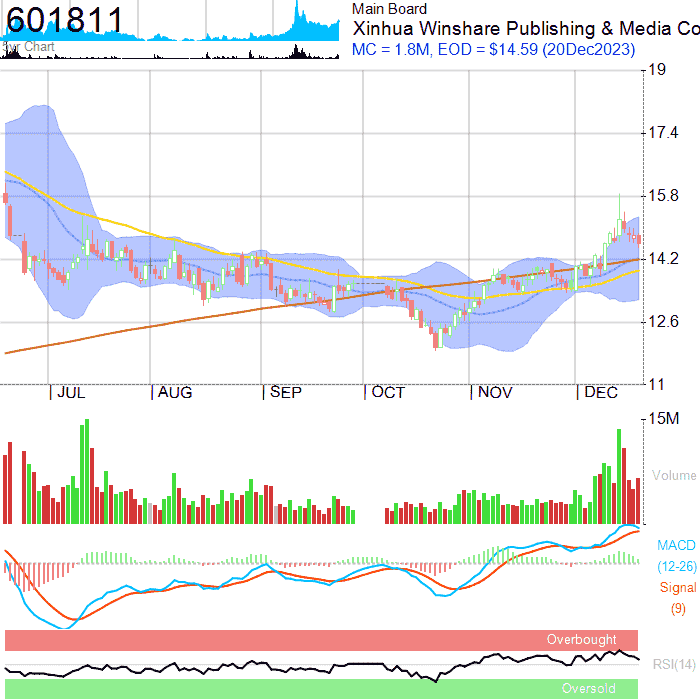 601811
5yr Chart
Main Board
Xinhua Winshare Publishing & Media Co
MC = 1.8M, EOD = $14.59 (20Dec2023)
19
17.4
15.8
14.2
12.6
11
JUL AUG SEP OCT NOV DEC
15M
Volume
MACD
(12-26)
Signal
(9)
Overbought
RSI(14)
Oversold